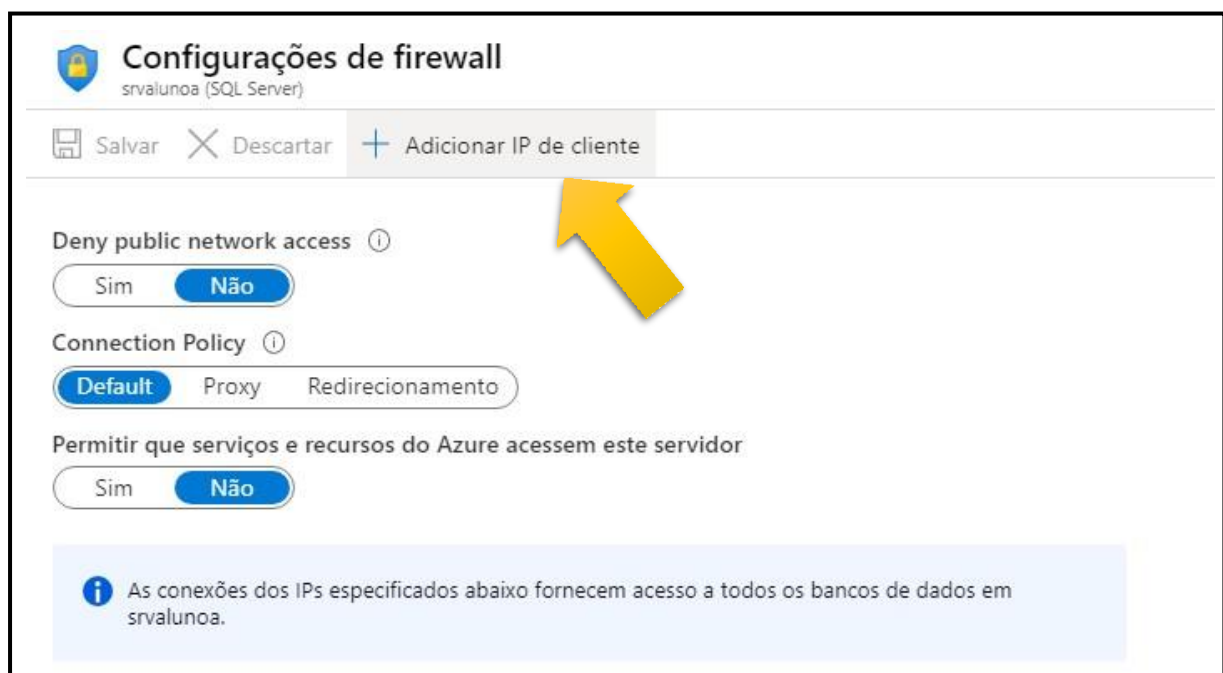 Configurações de firewall
srvalunoa (SQL Server)
Salvar Descartar Adicionar IP de cliente
Deny public network access
Sim Não
Connection Policy
Default Proxy Redirecionamento
Permitir que serviços e recursos do Azure acessem este servidor
Sim Não
As conexões dos IPs especificados abaixo fornecem acesso a todos os bancos de dados em
srvalunoa.